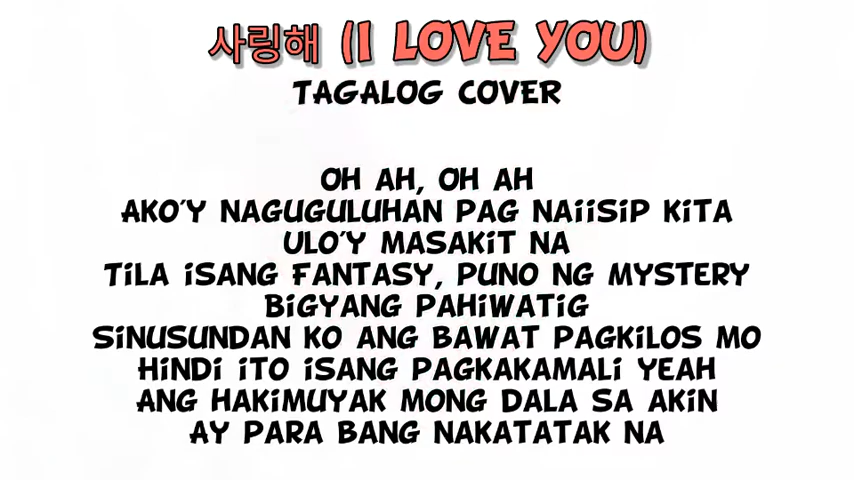 사링해 (I LOVE YOU)
TAGALOG COVER
OH AH, OH AH
AKO'Y NAGUGULUHAN PAG NAIISIP KITA
ULO'Y MASAKIT NA
TILA ISANG FANTASY, PUNO NG MYSTERY
BIGYANG PAHIWATIG
SINUSUNDAN KO ANG BAWAT PAGKILOS MO
HINDI ITO ISANG PAGKAKAMALI YEAH
ANG HAKIMUYAK MONG DALA SA AKIN
AY PARA BANG NAKATATAK NA